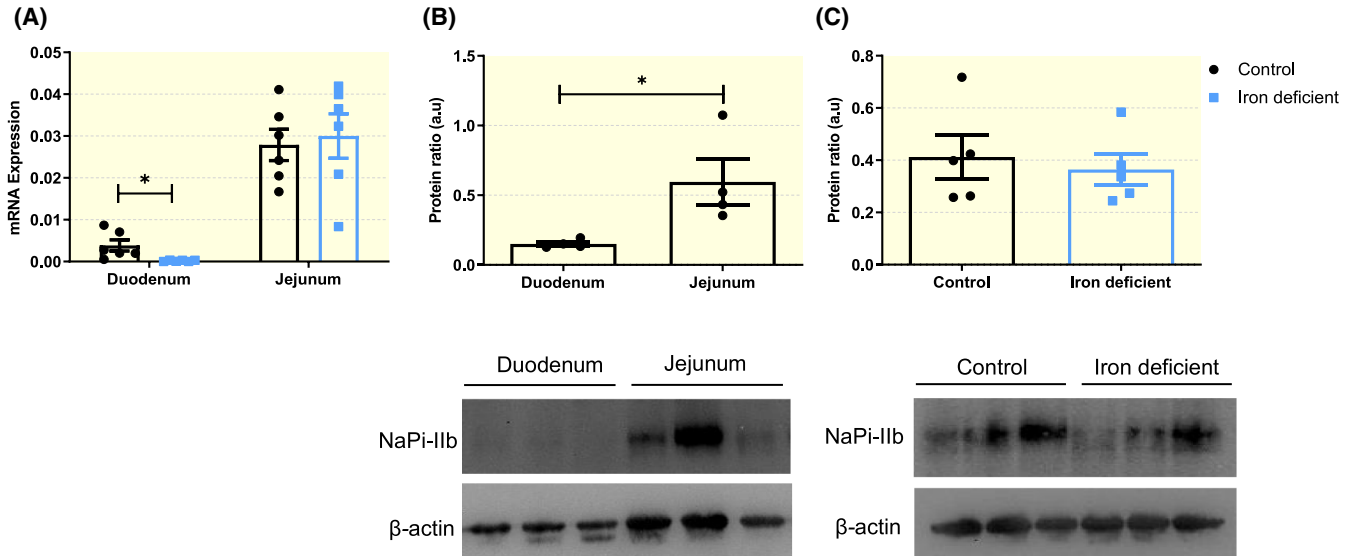 (A)
mRNA Expression
0.05
0.04
0.03
0.02
0.01
0.00
*
Duodenum
Jejunum
(B)
Protein ratio (a.u)
1.5
1.0
0.5
0.0
*
Duodenum
Jejunum
(C)
Protein ratio (a.u)
0.8
0.6
0.4
0.2
0.0
Control
Iron deficient
Control
Iron deficient
Duodenum
Jejunum
NaPi-IIb
β-actin
Control
Iron deficient
NaPi-IIb
β-actin